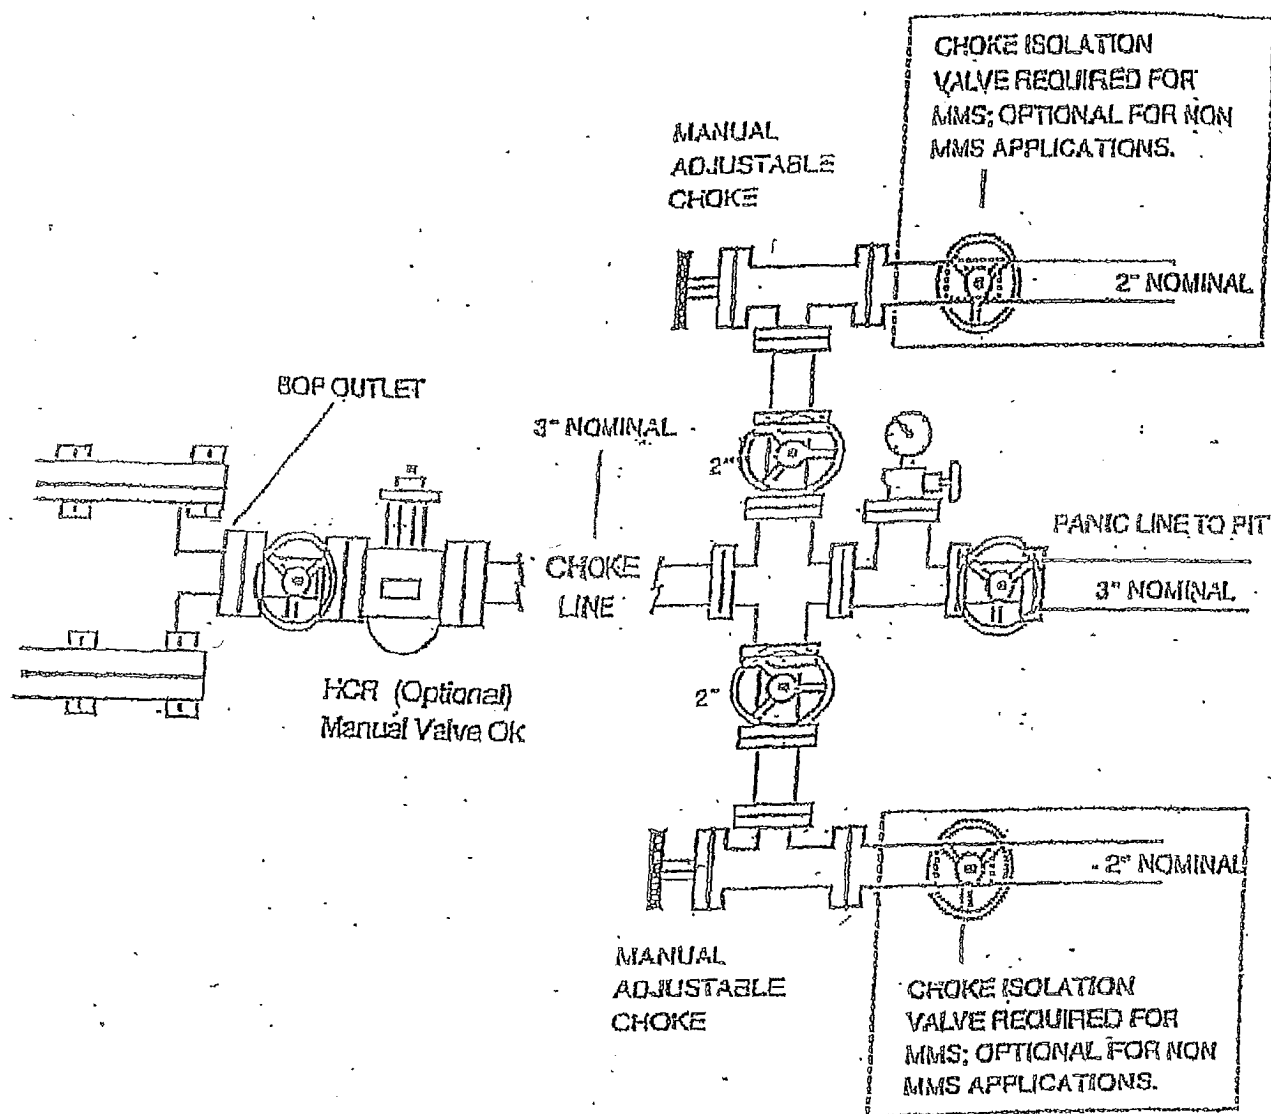 CHOKE ISOLATION
VALVE REQUIRED FOR
MMS; OPTIONAL FOR NON
MMS APPLICATIONS.
MANUAL
ADJUSTABLE
CHOKE
2" NOMINAL
BOP OUTLET
3" NOMINAL
2"
PANIC LINE TO PIT
CHOKE
LINE
3" NOMINAL
HCR (Optional)
Manual Valve Ok
2"
2" NOMINAL
MANUAL
ADJUSTABLE
CHOKE
CHOKE ISOLATION
VALVE REQUIRED FOR
MMS; OPTIONAL FOR NON
MMS APPLICATIONS.